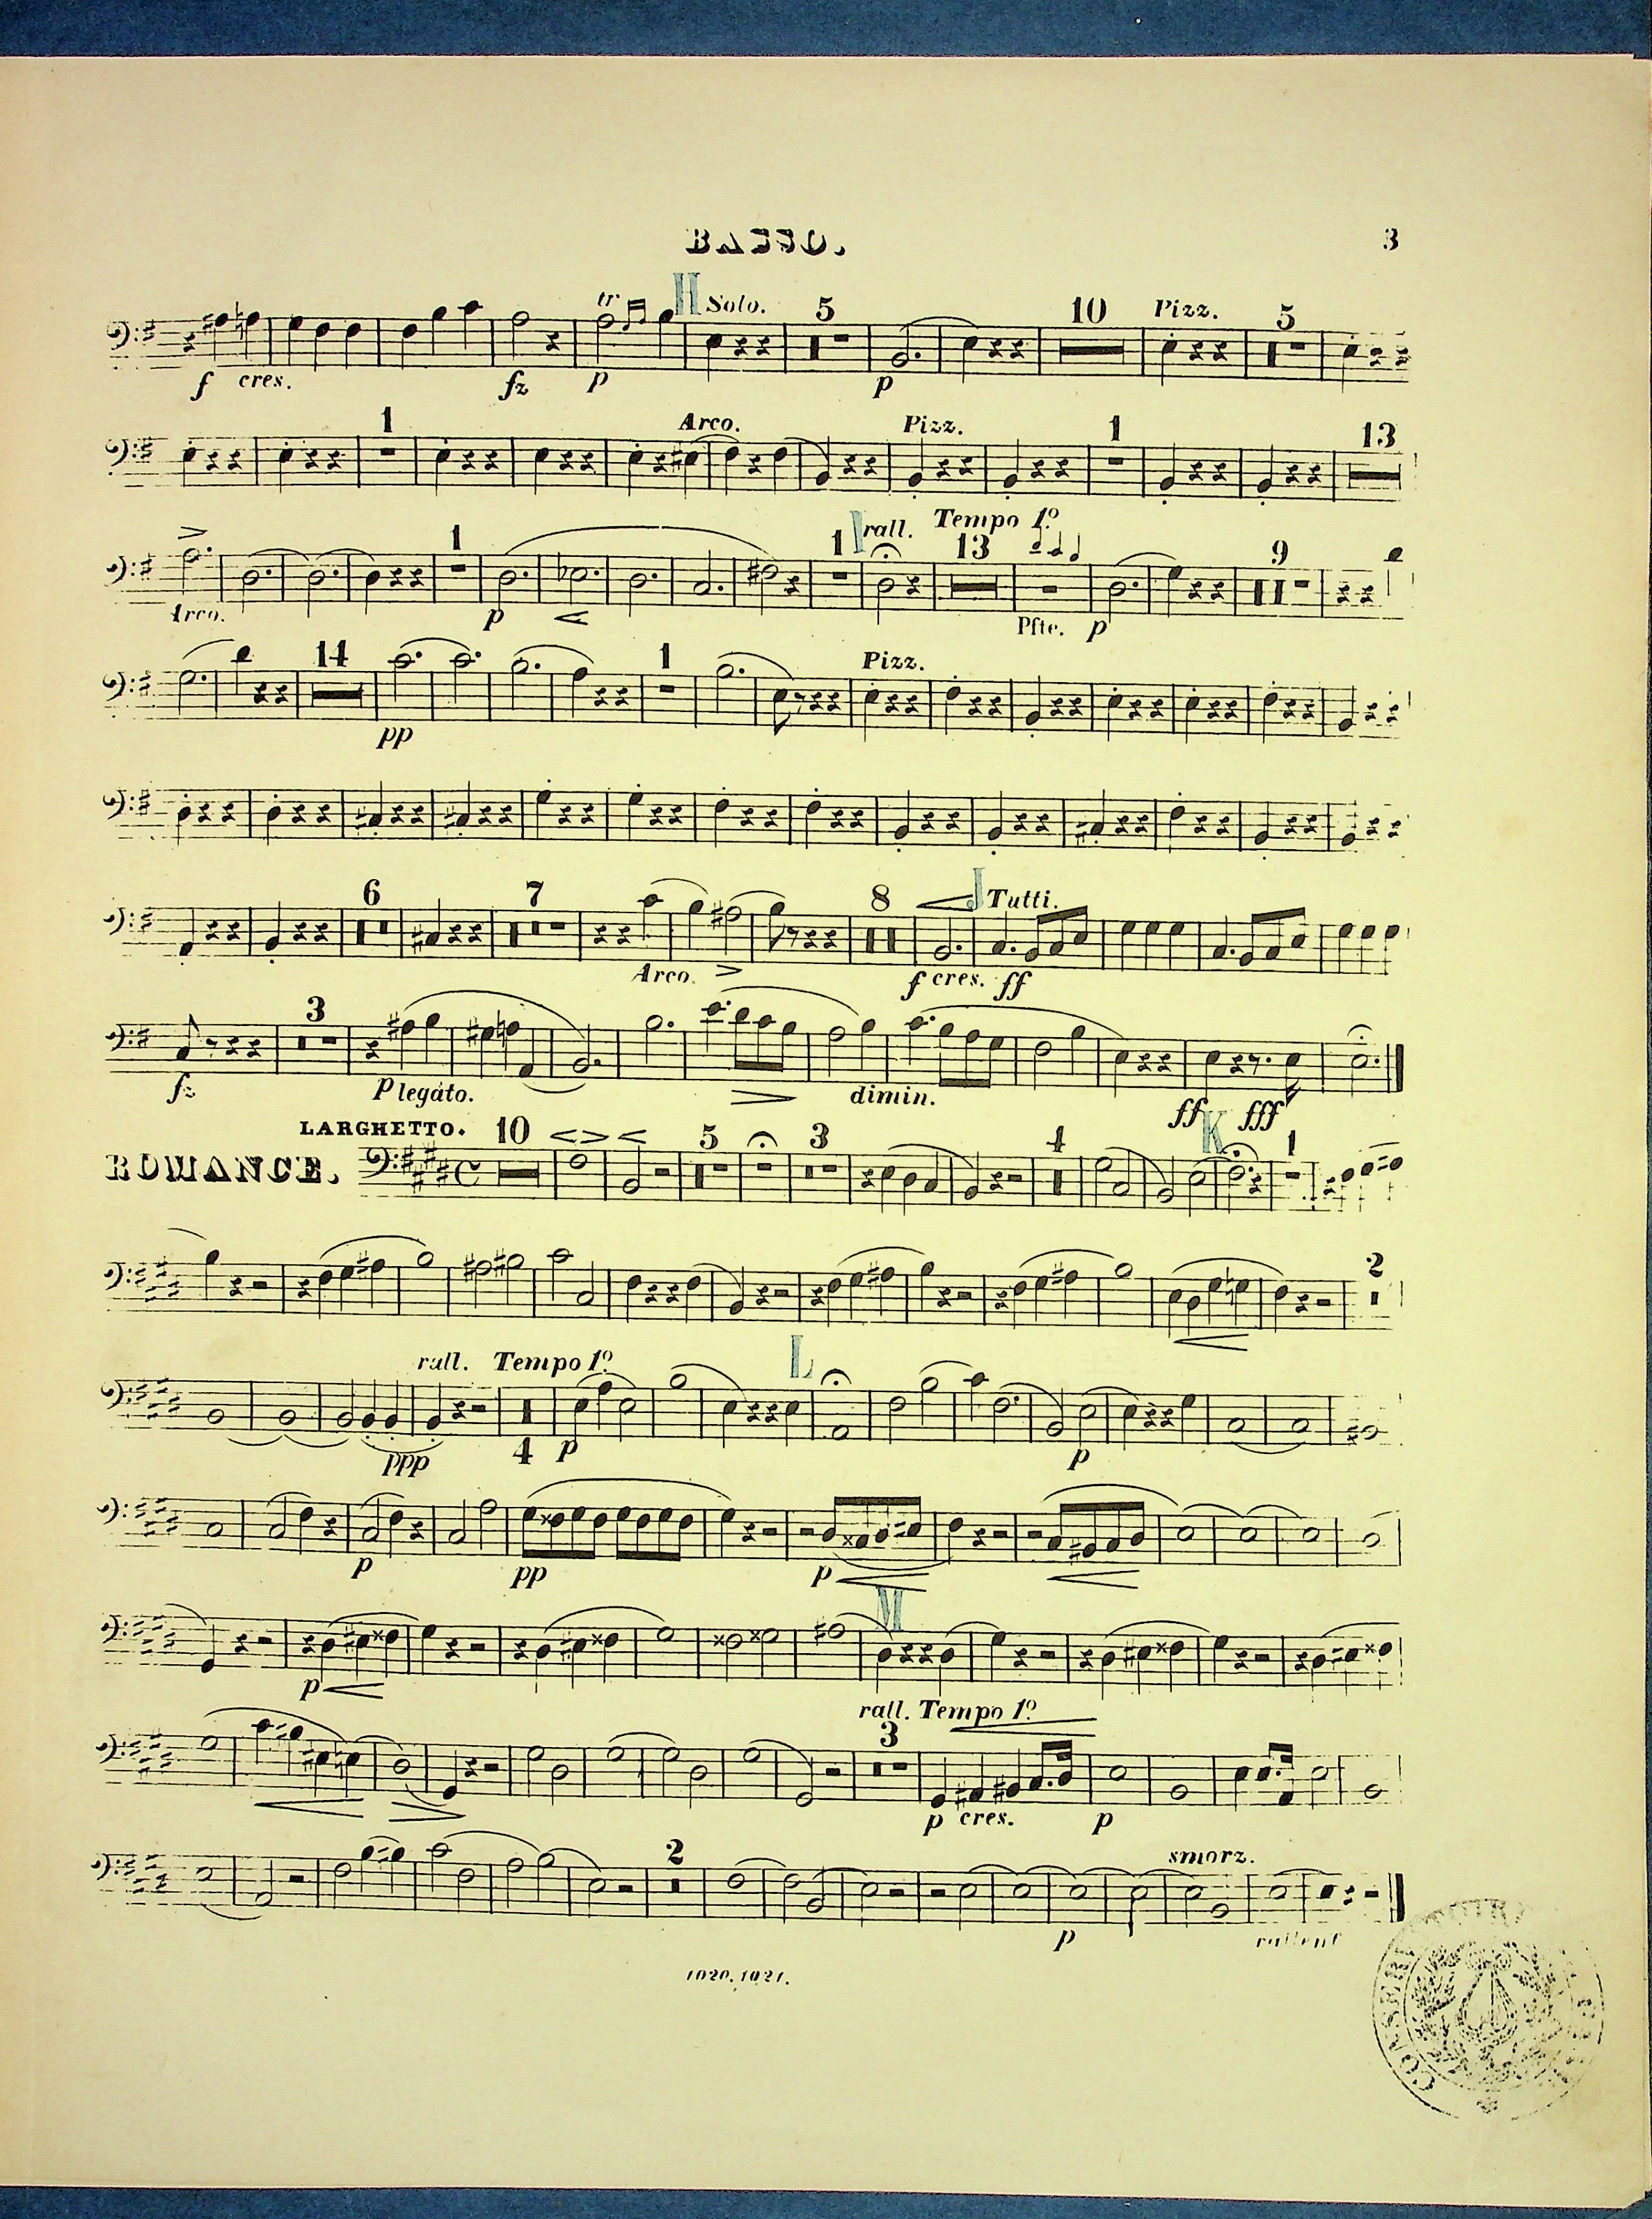 BASSO. 3
H Solo. 5 10 Pizz. 5
tr
f cres. fz p p
1 Arco. Pizz. 1 13
1 1 I rall. Tempo 1º 13 9
Arco. p Pfte. p
14 1 Pizz.
pp
6 7 8 J Tutti.
Arco. f cres. ff
3
fz p legato. dimin. ff fff
ROMANCE. LARGHETTO. 10 5 3 4 K 1
2
rall. Tempo 1º L
ppp 4 p p
p pp p
M
p
rall. Tempo 1º
3
p cres. p
2 smorz.
p rallent
1020.1021.
CONSER